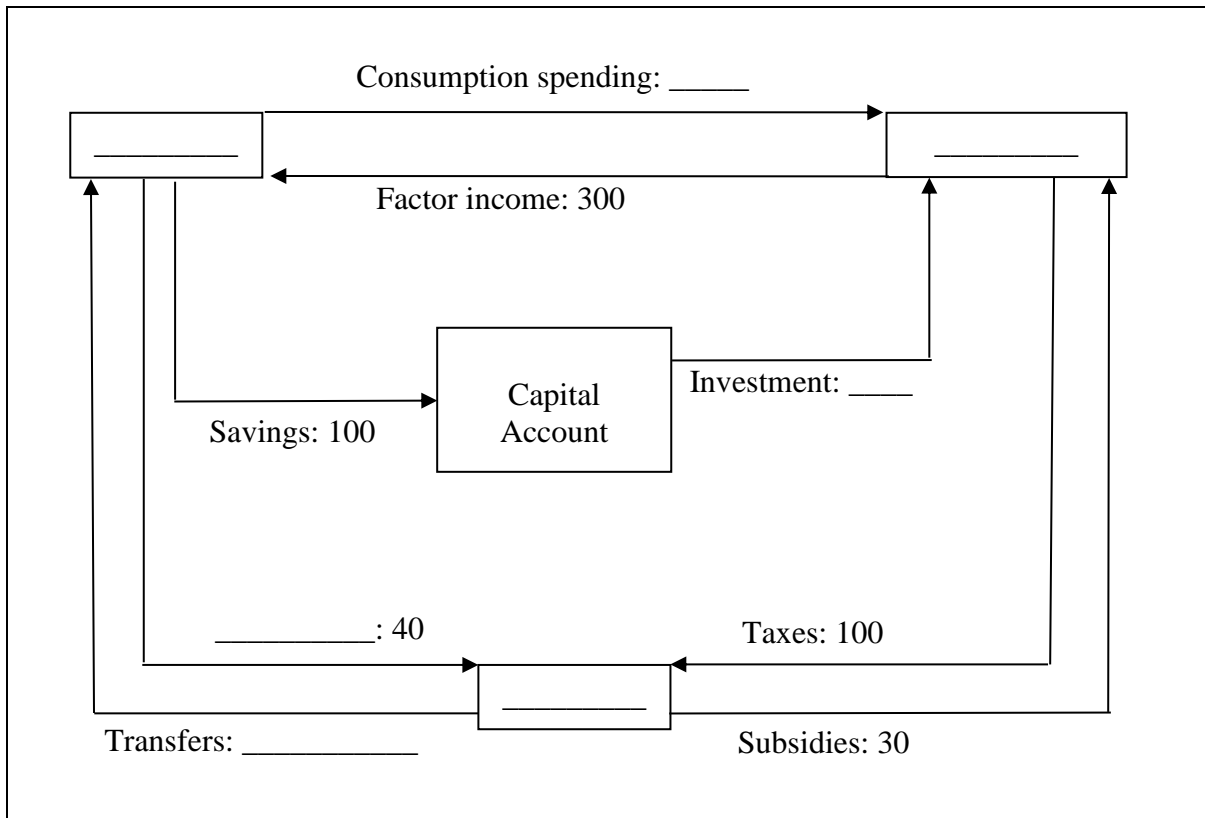 Consumption spending: _____
_________
_________
Factor income: 300
Capital
Account
Investment: ____
Savings: 100
__________: 40
Taxes: 100
_________
Transfers: ___________
Subsidies: 30